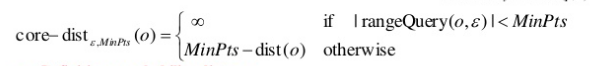 core–dist_{ε,MinPts}(o) = { ∞ if |rangeQuery(o,ε)| < MinPts
MinPts – dist(o) otherwise